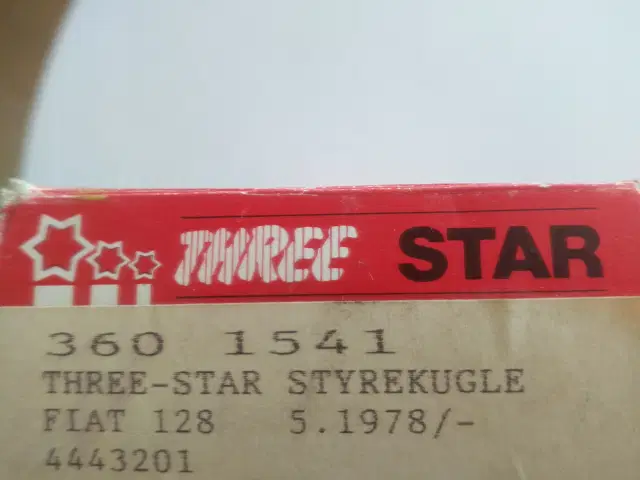 THREE STAR
360 1541
THREE-STAR STYREKUGLE
FIAT 128 5.1978/-
4443201